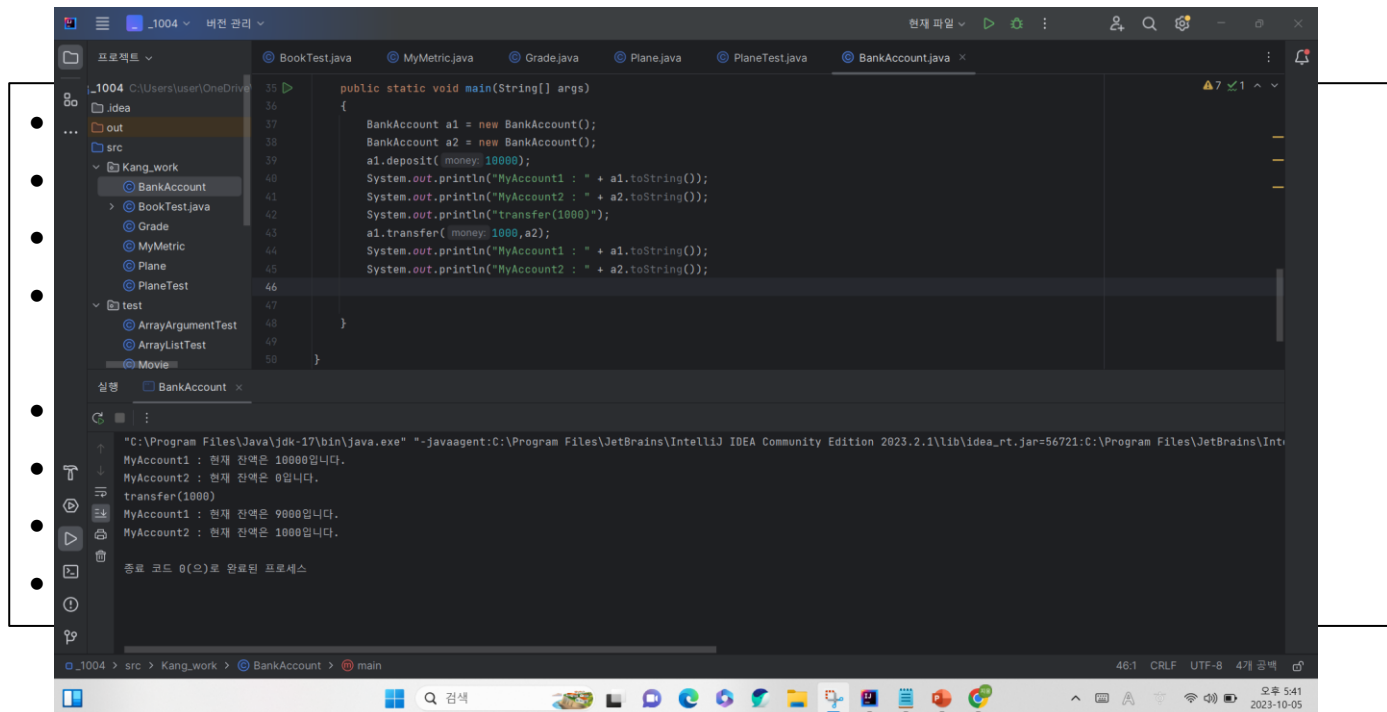 _1004 버전 관리 현재 파일
프로젝트 BookTest.java MyMetric.java Grade.java Plane.java PlaneTest.java BankAccount.java
_1004 C:\Users\user\OneDrive
.idea
out
src
Kang_work
BankAccount
BookTest.java
Grade
MyMetric
Plane
PlaneTest
test
ArrayArgumentTest
ArrayListTest
Movie
7 1
35 public static void main(String[] args)
36 {
37 BankAccount a1 = new BankAccount();
38 BankAccount a2 = new BankAccount();
39 a1.deposit( money: 10000);
40 System.out.println("MyAccount1 : " + a1.toString());
41 System.out.println("MyAccount2 : " + a2.toString());
42 System.out.println("transfer(1000)");
43 a1.transfer( money: 1000,a2);
44 System.out.println("MyAccount1 : " + a1.toString());
45 System.out.println("MyAccount2 : " + a2.toString());
46
47
48 }
49
50 }
실행 BankAccount
"C:\Program Files\Java\jdk-17\bin\java.exe" "-javaagent:C:\Program Files\JetBrains\IntelliJ IDEA Community Edition 2023.2.1\lib\idea_rt.jar=56721:C:\Program Files\JetBrains\Int
MyAccount1 : 현재 잔액은 10000입니다.
MyAccount2 : 현재 잔액은 0입니다.
transfer(1000)
MyAccount1 : 현재 잔액은 9000입니다.
MyAccount2 : 현재 잔액은 1000입니다.
종료 코드 0(으)로 완료된 프로세스
_1004 > src > Kang_work > BankAccount > main 46:1 CRLF UTF-8 4개 공백
검색 오후 5:41
2023-10-05